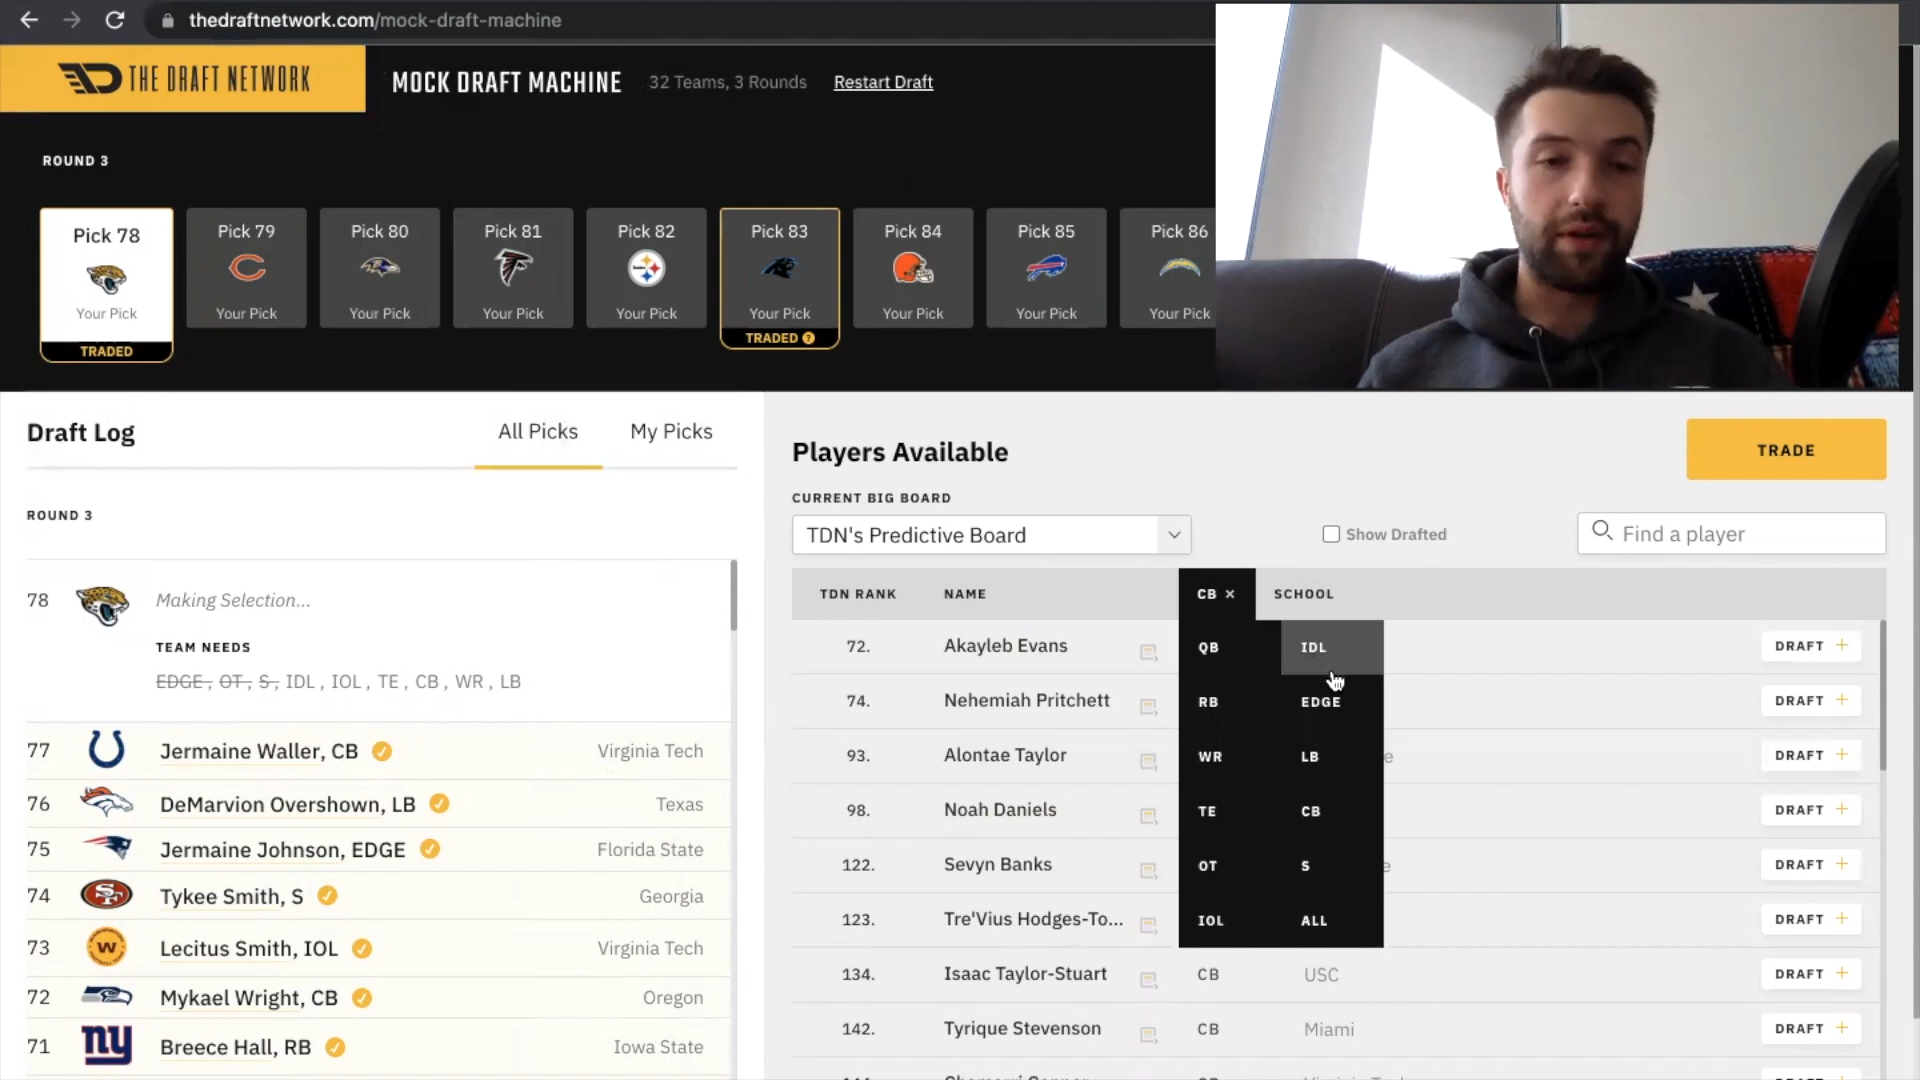 thedraftnetwork.com/mock-draft-machine
THE DRAFT NETWORK
MOCK DRAFT MACHINE
32 Teams, 3 Rounds
Restart Draft
ROUND 3
Pick 78
Your Pick
TRADED
Pick 79
Your Pick
Pick 80
Your Pick
Pick 81
Your Pick
Pick 82
Steelers
Your Pick
Pick 83
Your Pick
TRADED ?
Pick 84
Your Pick
Pick 85
Your Pick
Pick 86
Your Pick
Draft Log
All Picks
My Picks
ROUND 3
78
Making Selection...
TEAM NEEDS
EDGE, OT, S, IDL, IOL, TE, CB, WR, LB
77 Jermaine Waller, CB Virginia Tech
76 DeMarvion Overshown, LB Texas
75 Jermaine Johnson, EDGE Florida State
74 SF Tykee Smith, S Georgia
73 W Lecitus Smith, IOL Virginia Tech
72 Mykael Wright, CB Oregon
71 ny Breece Hall, RB Iowa State
Players Available
TRADE
CURRENT BIG BOARD
TDN's Predictive Board
Show Drafted
Find a player
TDN RANK NAME CB × SCHOOL
72. Akayleb Evans DRAFT +
74. Nehemiah Pritchett DRAFT +
93. Alontae Taylor e DRAFT +
98. Noah Daniels DRAFT +
122. Sevyn Banks e DRAFT +
123. Tre'Vius Hodges-To... DRAFT +
134. Isaac Taylor-Stuart CB USC DRAFT +
142. Tyrique Stevenson CB Miami DRAFT +
QB IDL
RB EDGE
WR LB
TE CB
OT S
IOL ALL